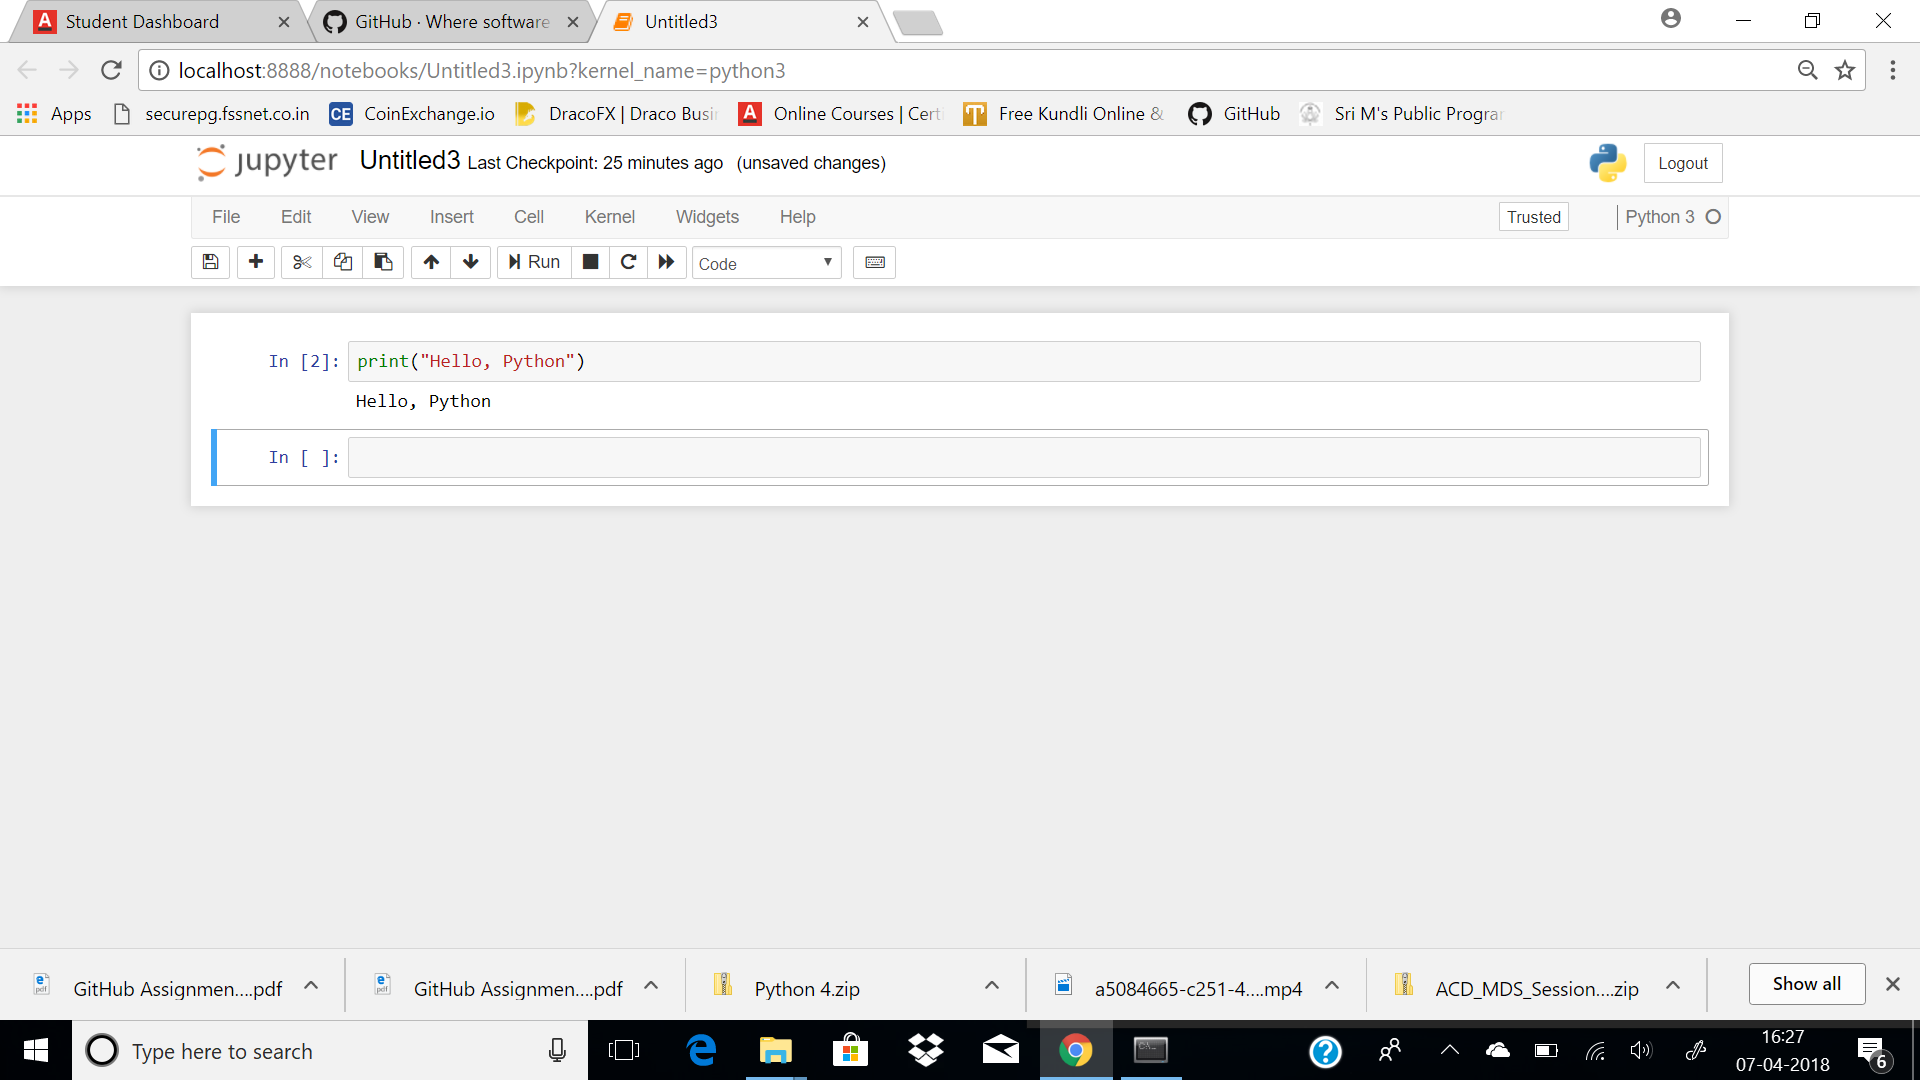 Student Dashboard
GitHub · Where software
Untitled3
localhost:8888/notebooks/Untitled3.ipynb?kernel_name=python3
Apps securepg.fssnet.co.in CE CoinExchange.io DracoFX | Draco Busi Online Courses | Cert Free Kundli Online & GitHub Sri M's Public Progra
jupyter Untitled3 Last Checkpoint: 25 minutes ago (unsaved changes) Logout
File Edit View Insert Cell Kernel Widgets Help Trusted Python 3
Run Code
In [2]: print("Hello, Python")
Hello, Python
In [ ]:
GitHub Assignmen....pdf GitHub Assignmen....pdf Python 4.zip a5084665-c251-4....mp4 ACD_MDS_Session....zip Show all
Type here to search
16:27
07-04-2018
6